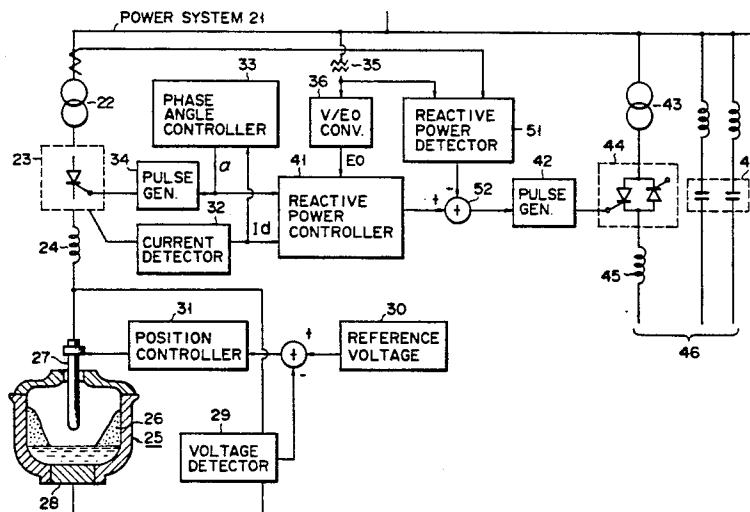 POWER SYSTEM 21
33
35
36
22
PHASE
ANGLE
CONTROLLER
V/E0
CONV.
REACTIVE
POWER
DETECTOR
51
43
44
23
34
PULSE
GEN.
α
E0
41
42
REACTIVE
POWER
CONTROLLER
+
-
+
52
PULSE
GEN.
4
32
Id
CURRENT
DETECTOR
24
45
31
30
27
POSITION
CONTROLLER
+
+
-
REFERENCE
VOLTAGE
46
26
25
29
VOLTAGE
DETECTOR
28